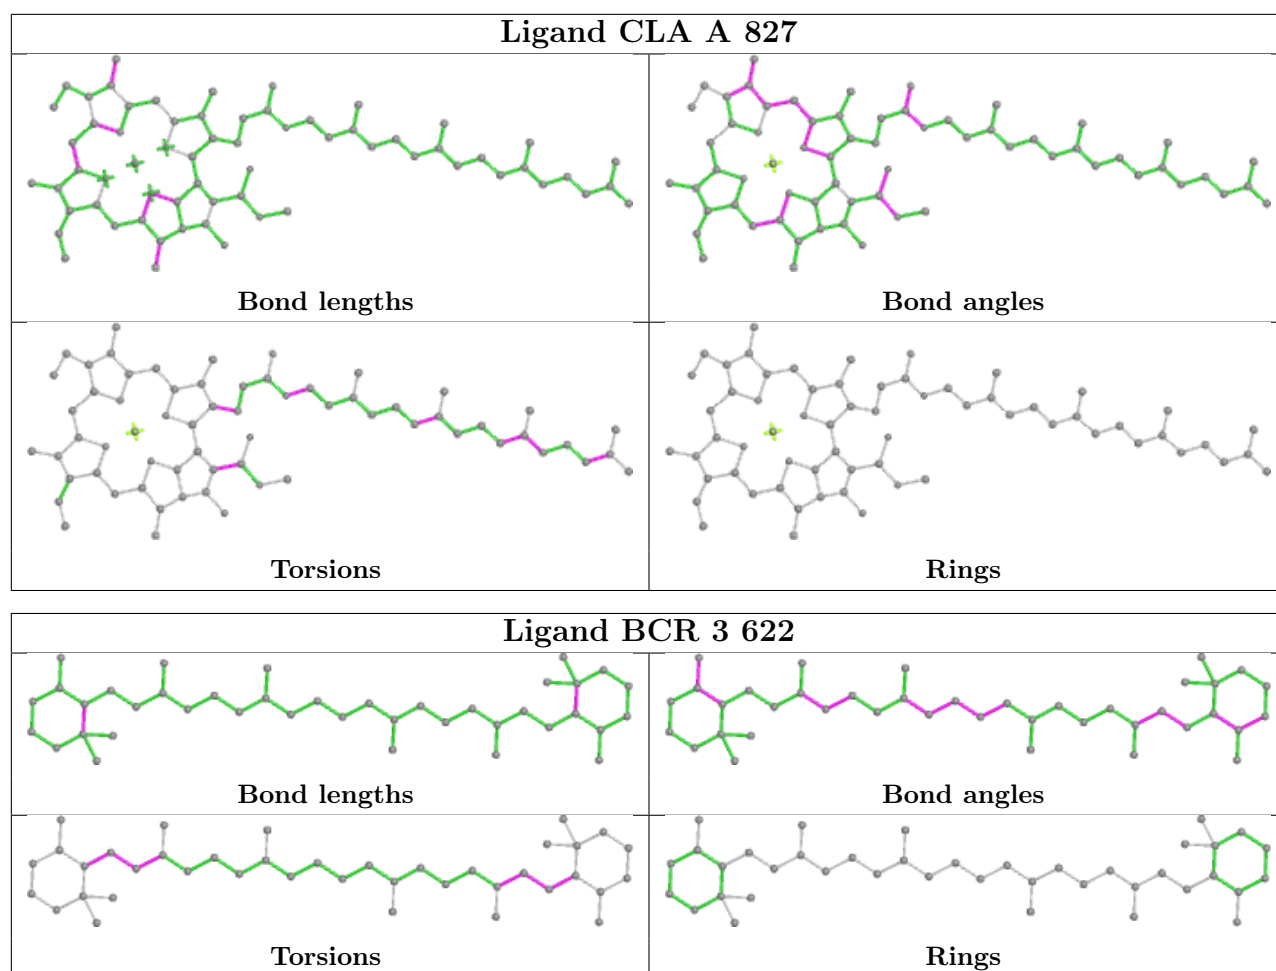 Ligand CLA A 827
Bond lengths
Bond angles
Torsions
Rings
Ligand BCR 3 622
Bond lengths
Bond angles
Torsions
Rings